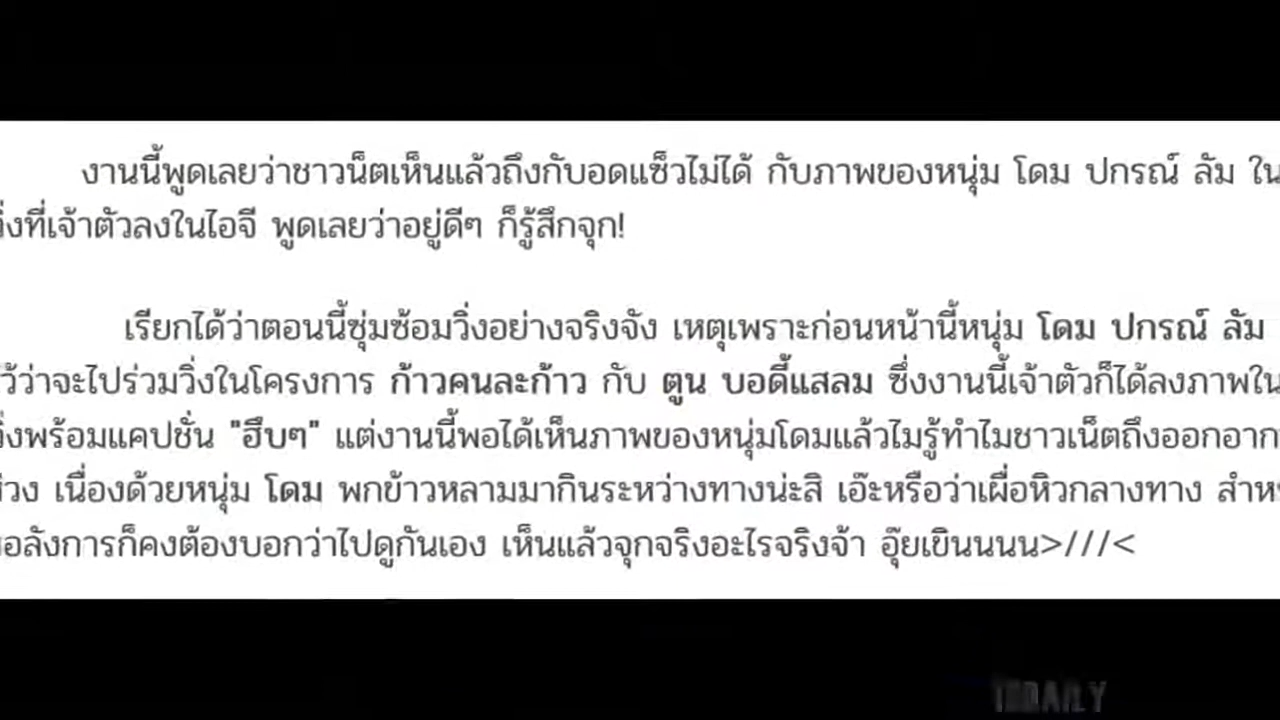 งานนี้พูดเลยว่าชาวน็ตเห็นแล้วถึงกับอดแซ็วไม่ได้ กับภาพของหนุ่ม โดม ปกรณ์ ลัม ใน
วิ่งที่เจ้าตัวลงในไอจี พูดเลยว่าอยู่ดีๆ ก็รู้สึกจุก!
เรียกได้ว่าตอนนี้ซุ่มซ้อมวิ่งอย่างจริงจัง เหตุเพราะก่อนหน้านี้หนุ่ม โดม ปกรณ์ ลัม
ว้ว่าจะไปร่วมวิ่งในโครงการ ก้าวคนละก้าว กับ ตูน บอดี้แสลม ซึ่งงานนี้เจ้าตัวก็ได้ลงภาพใน
วิ่งพร้อมแคปชั่น "ฮึบๆ" แต่งานนี้พอได้เห็นภาพของหนุ่มโดมแล้วไมรู้ทำไมชาวเน็ตถึงออกอาก
ม่วง เนื่องด้วยหนุ่ม โดม พกข้าวหลามมากินระหว่างทางน่ะสิ เอ๊ะหรือว่าเผื่อหิวกลางทาง สำห
อลังการก็คงต้องบอกว่าไปดูกันเอง เห็นแล้วจุกจริงอะไรจริงจ้า อุ๊ยเขินนนน>///<
TODAILY